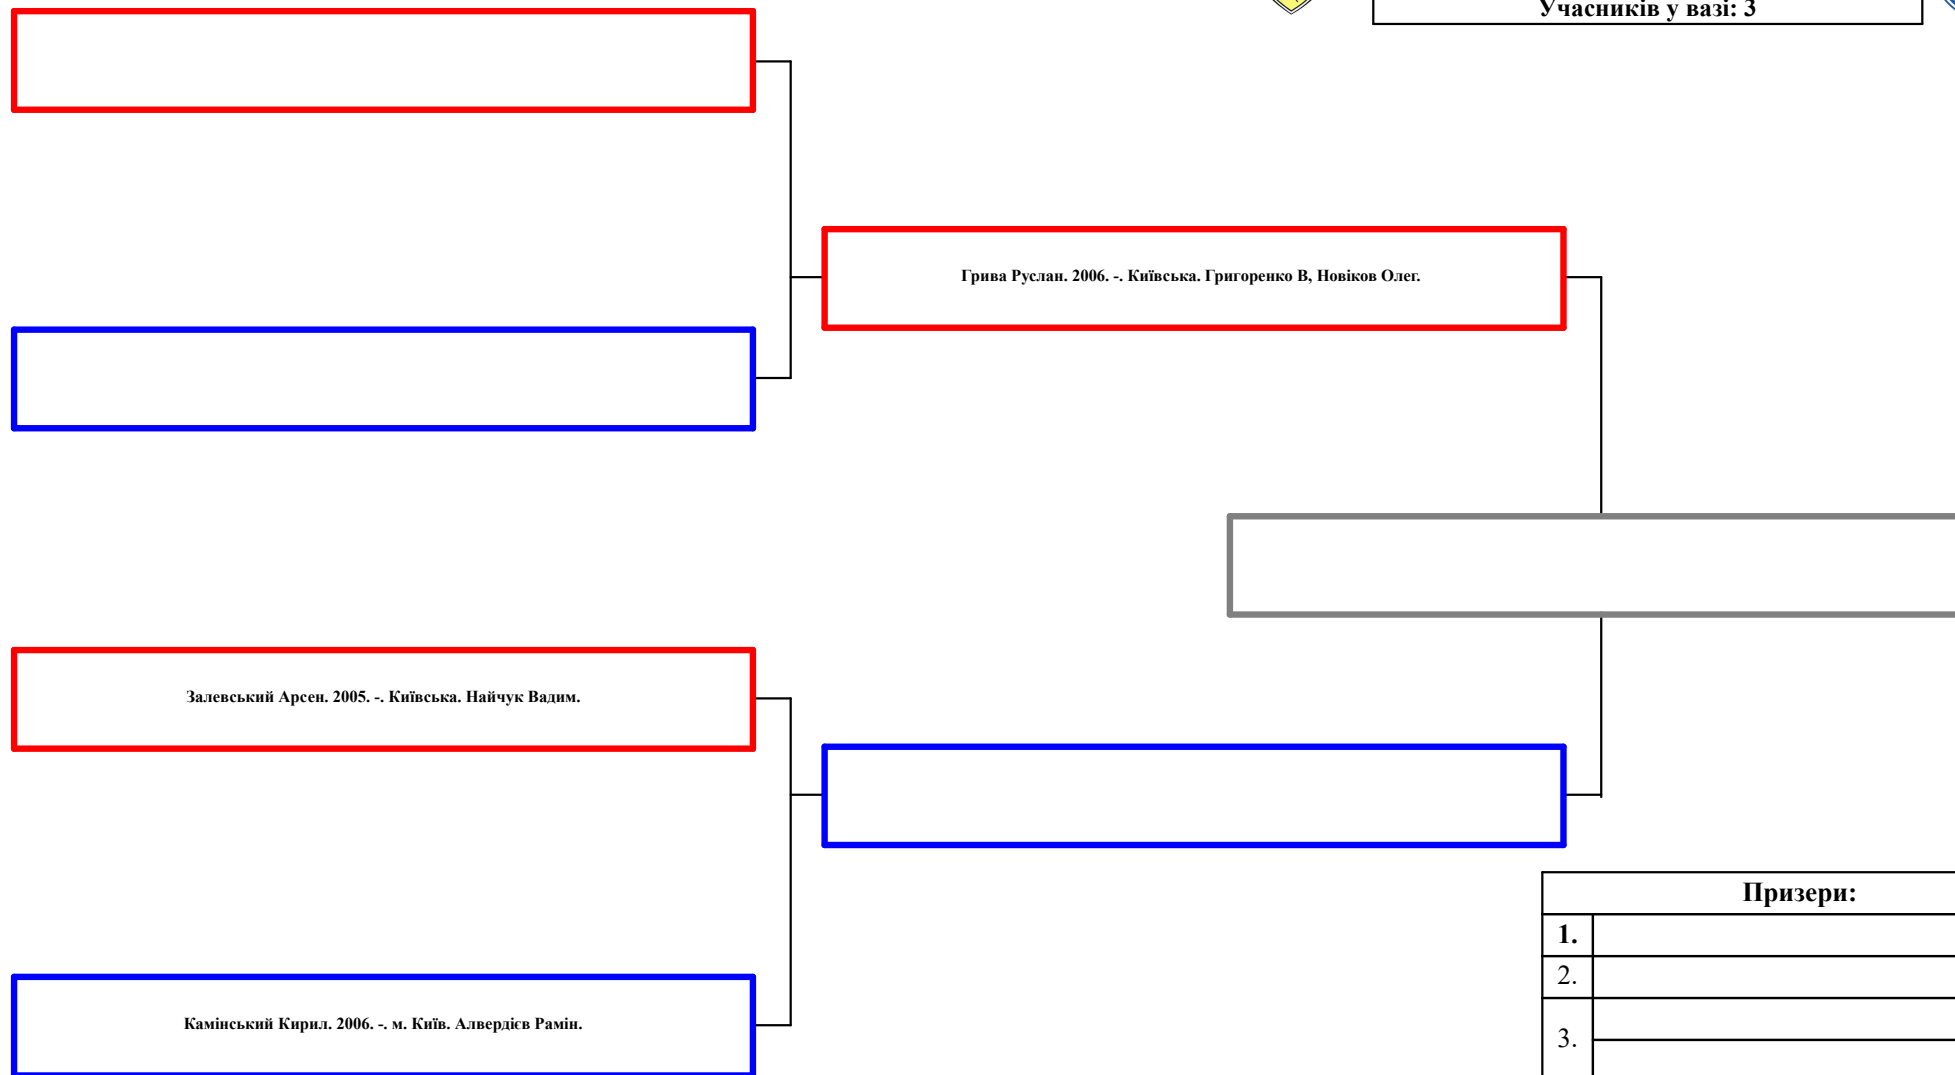 Учасників у вазі: 3
Грива Руслан. 2006. -. Київська. Григоренко В, Новіков Олег.
Залевський Арсен. 2005. -. Київська. Найчук Вадим.
Камінський Кирил. 2006. -. м. Київ. Алвердієв Рамін.
Призери:
1.
2.
3.